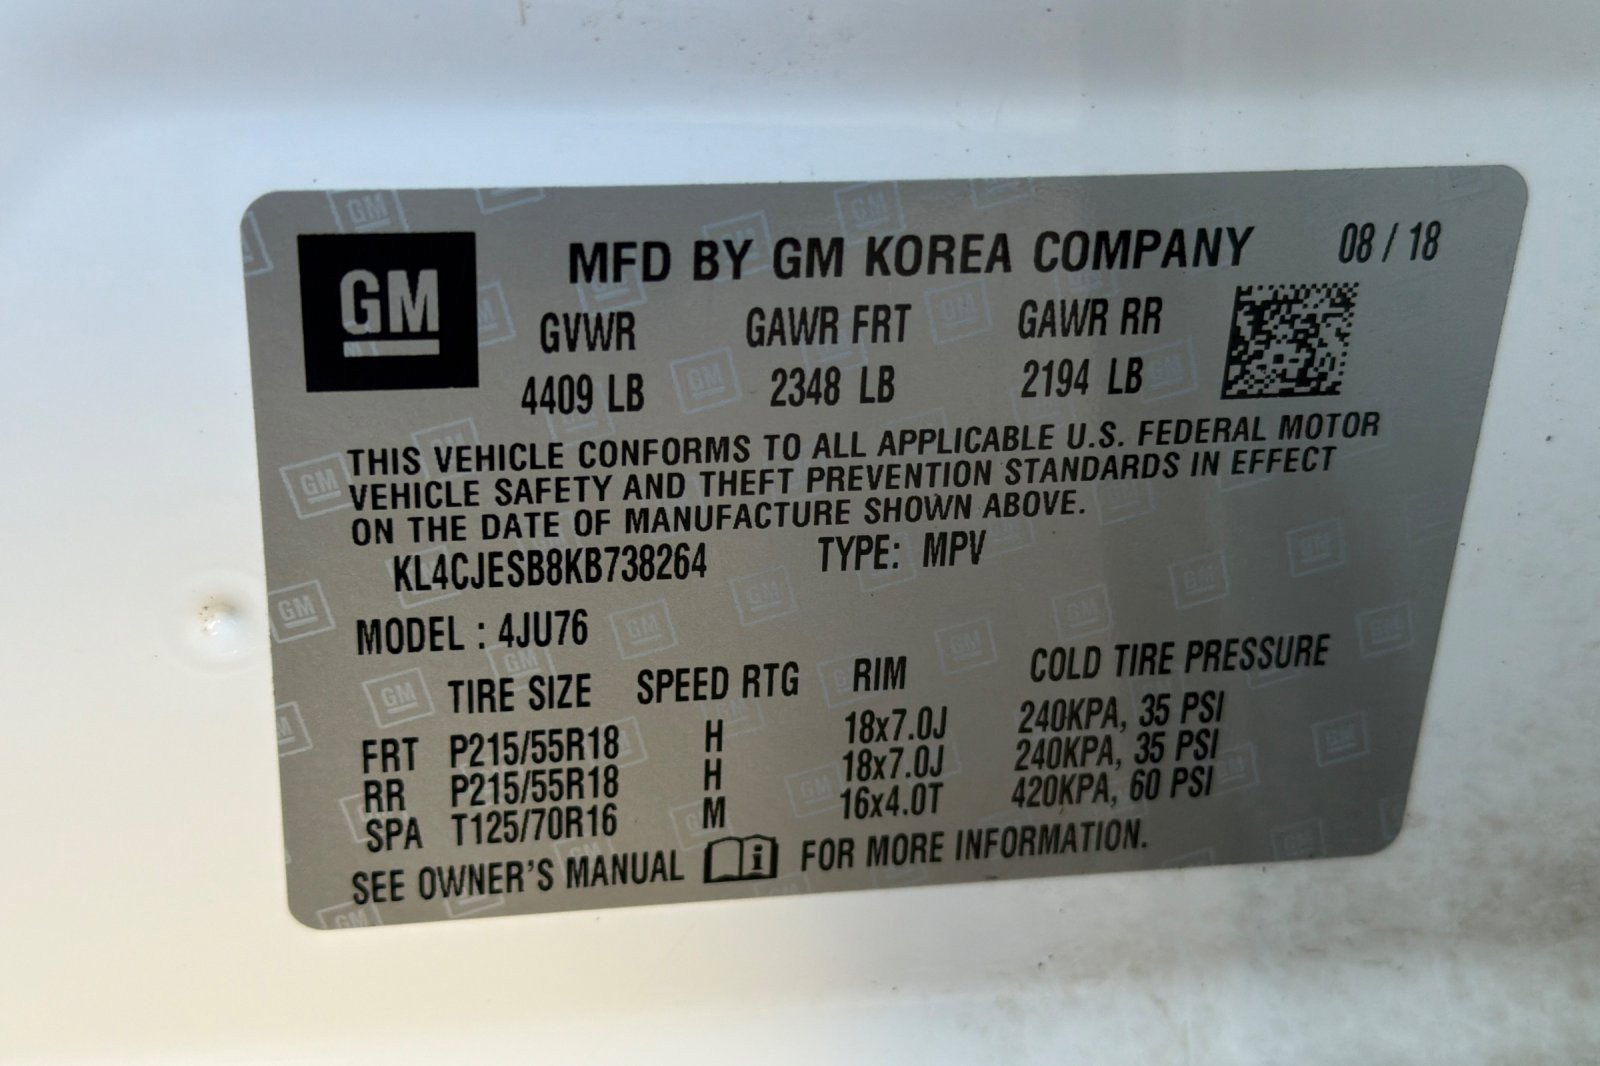 GM
MFD BY GM KOREA COMPANY 08 / 18
GVWR GAWR FRT GAWR RR
4409 LB 2348 LB 2194 LB
THIS VEHICLE CONFORMS TO ALL APPLICABLE U.S. FEDERAL MOTOR
VEHICLE SAFETY AND THEFT PREVENTION STANDARDS IN EFFECT
ON THE DATE OF MANUFACTURE SHOWN ABOVE.
KL4CJESB8KB738264 TYPE: MPV
MODEL : 4JU76
TIRE SIZE SPEED RTG RIM COLD TIRE PRESSURE
FRT P215/55R18 H 18x7.0J 240KPA, 35 PSI
RR P215/55R18 H 18x7.0J 240KPA, 35 PSI
SPA T125/70R16 M 16x4.0T 420KPA, 60 PSI
SEE OWNER'S MANUAL i FOR MORE INFORMATION.